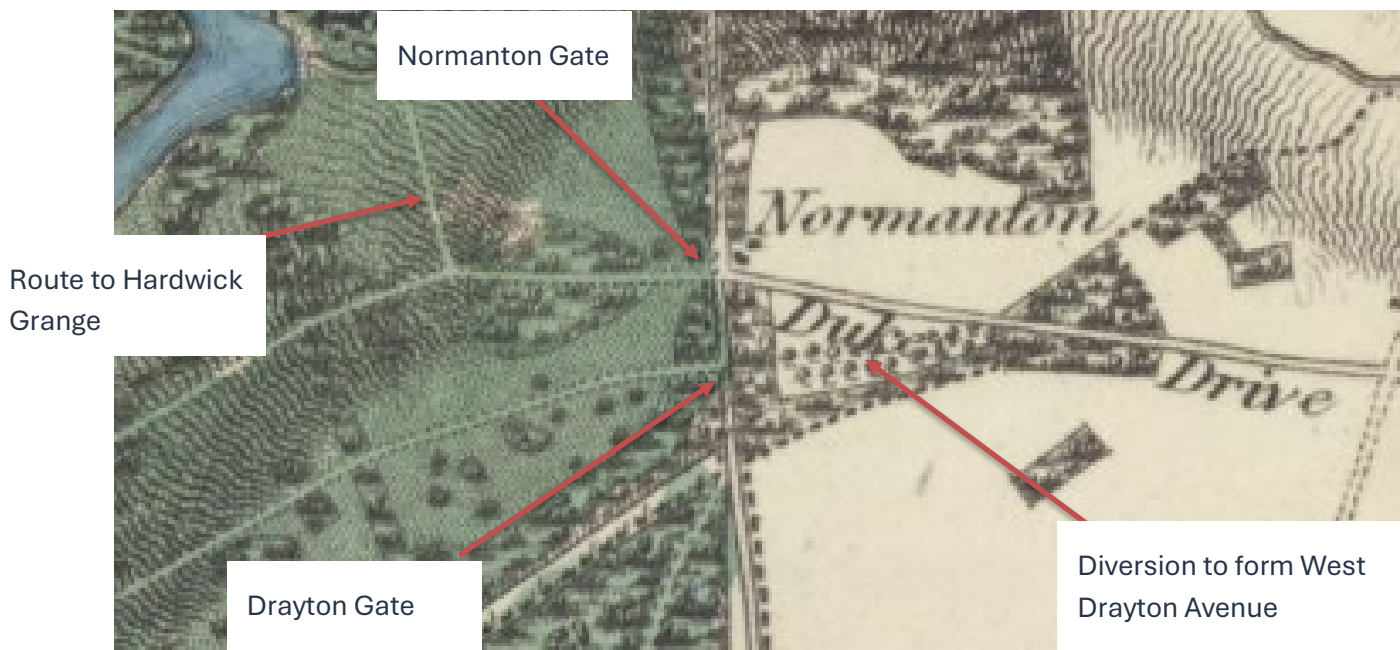 Normanton Gate
Normanton
Route to Hardwick
Grange
Duke
Drive
Drayton Gate
Diversion to form West
Drayton Avenue